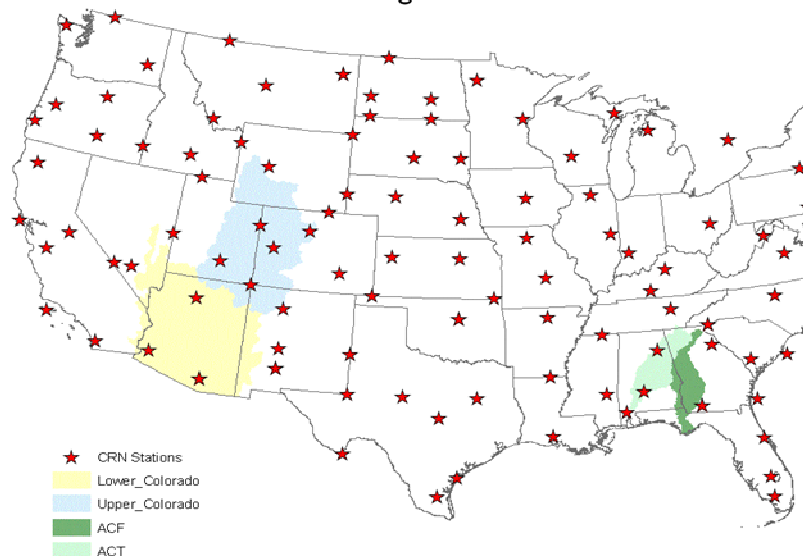 CRN Stations
Lower_Colorado
Upper_Colorado
ACF
ACT